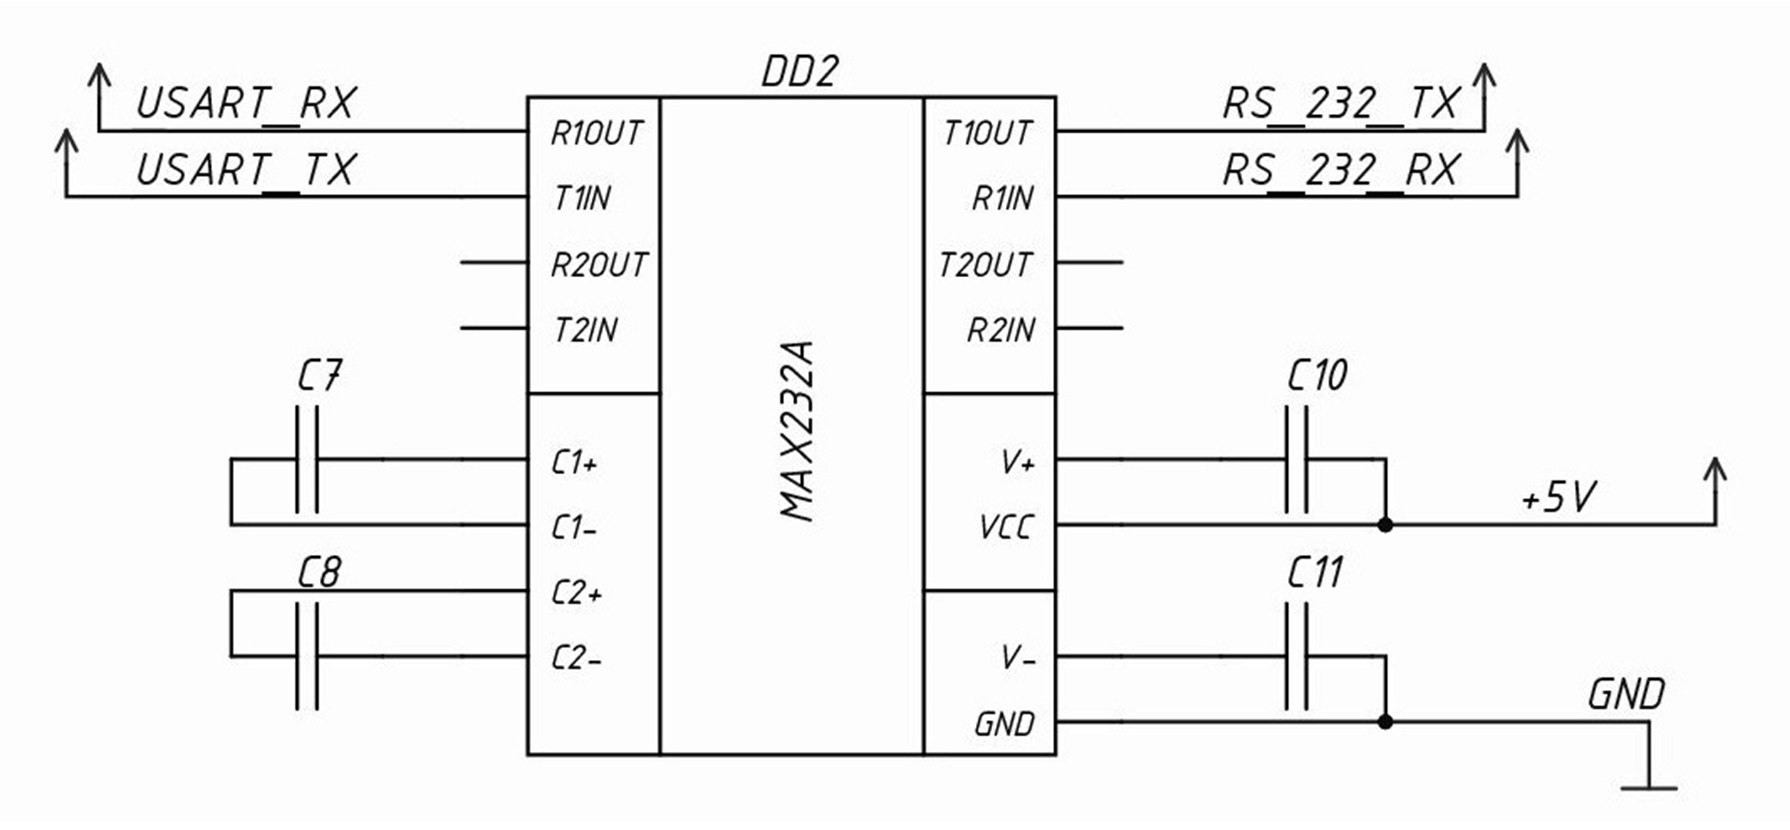 DD2
USART_RX
RS_232_TX
R1OUT
T1OUT
USART_TX
RS_232_RX
T1IN
R1IN
R2OUT
T2OUT
T2IN
R2IN
MAX232A
C7
C10
C1+
V+
C1-
VCC
+5V
C8
C11
C2+
C2-
V-
GND
GND